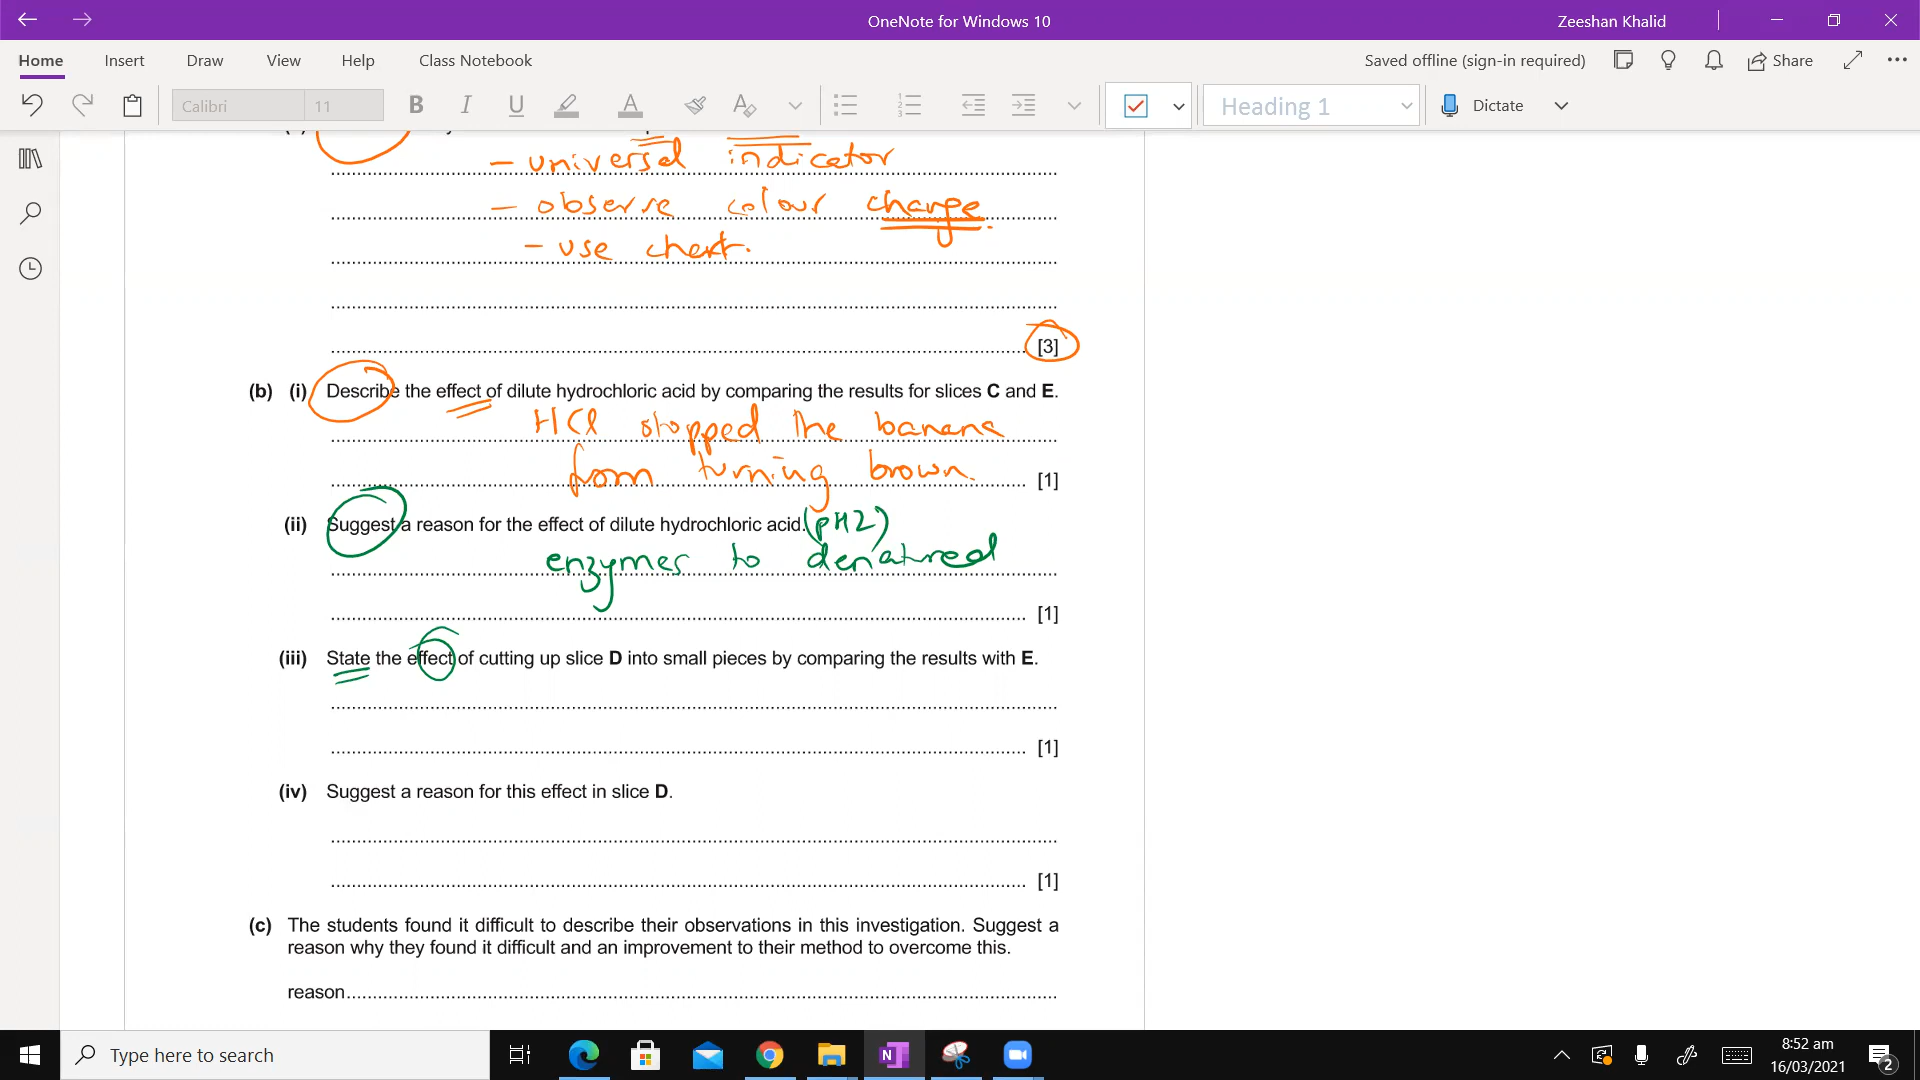 OneNote for Windows 10
Zeeshan Khalid
Home Insert Draw View Help Class Notebook
Saved offline (sign-in required)
Share
Calibri 11
B I U A
Heading 1
Dictate
- universal indicator
- observe colour change.
- use chart.
[3]
(b) (i) Describe the effect of dilute hydrochloric acid by comparing the results for slices C and E.
HCl stopped the banana
from turning brown.
[1]
(ii) Suggest a reason for the effect of dilute hydrochloric acid. (pH2)
enzymes to denatured
[1]
(iii) State the effect of cutting up slice D into small pieces by comparing the results with E.
[1]
(iv) Suggest a reason for this effect in slice D.
[1]
(c) The students found it difficult to describe their observations in this investigation. Suggest a
reason why they found it difficult and an improvement to their method to overcome this.
reason
Type here to search
8:52 am
16/03/2021
2